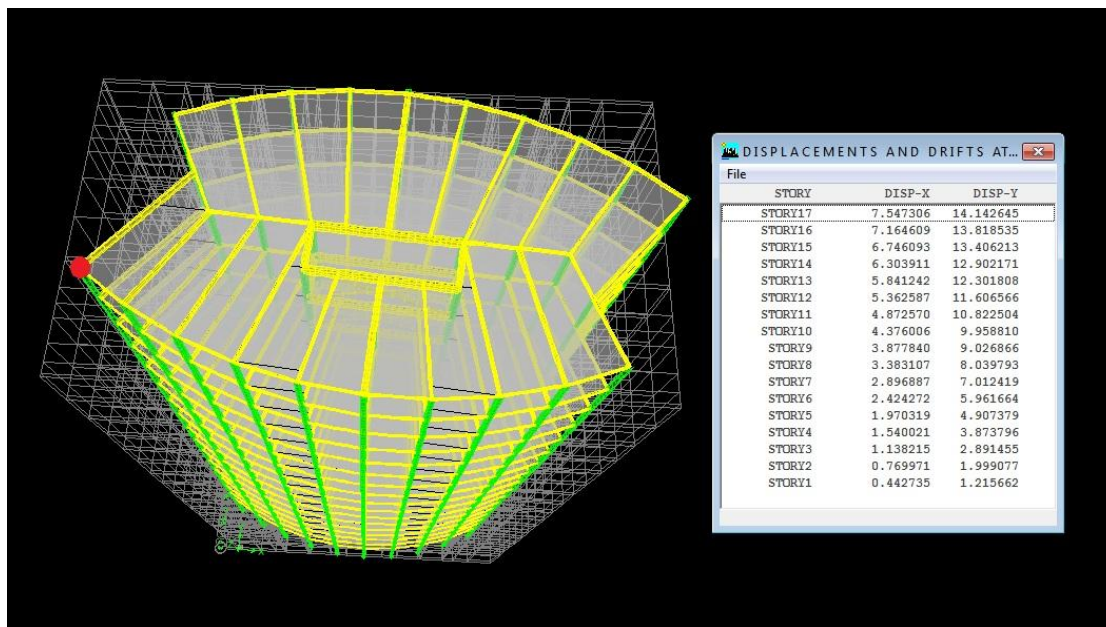 DISPLACEMENTS AND DRIFTS AT...
File
STORY DISP-X DISP-Y
STORY17 7.547306 14.142645
STORY16 7.164609 13.818535
STORY15 6.746093 13.406213
STORY14 6.303911 12.902171
STORY13 5.841242 12.301808
STORY12 5.362587 11.606566
STORY11 4.872570 10.822504
STORY10 4.376006 9.958810
STORY9 3.877840 9.026866
STORY8 3.383107 8.039793
STORY7 2.896887 7.012419
STORY6 2.424272 5.961664
STORY5 1.970319 4.907379
STORY4 1.540021 3.873796
STORY3 1.138215 2.891455
STORY2 0.769971 1.999077
STORY1 0.442735 1.215662
X